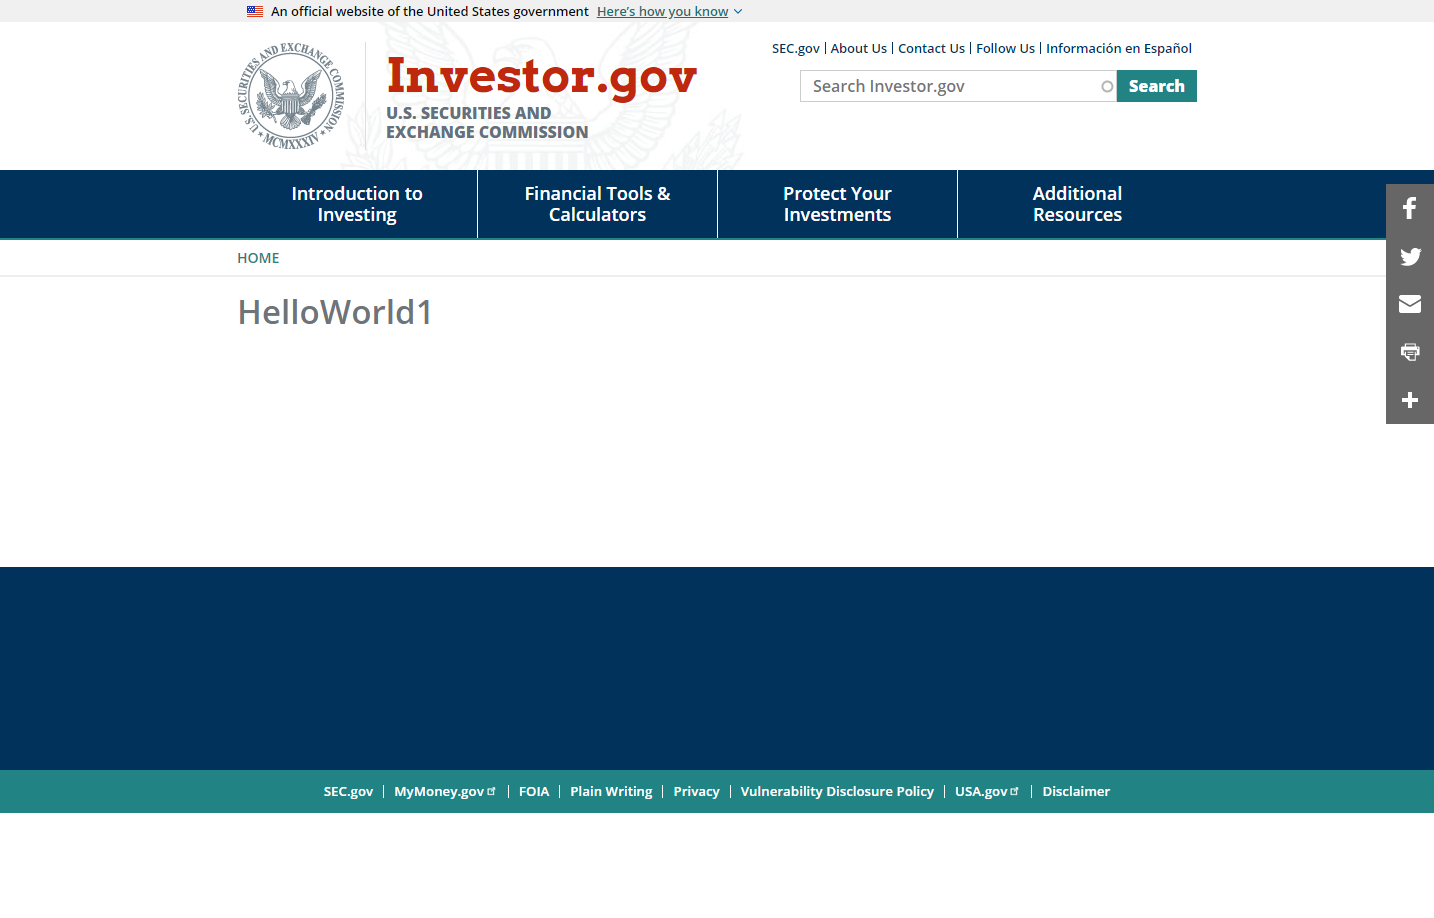 An official website of the United States government Here’s how you know
SECURITIES AND EXCHANGE COMMISSION
U.S.
MCMXXXIV
Investor.gov
U.S. SECURITIES AND
EXCHANGE COMMISSION
SEC.gov About Us Contact Us Follow Us Información en Español
Search Investor.gov Search
Introduction to
Investing
Financial Tools &
Calculators
Protect Your
Investments
Additional
Resources
HOME
HelloWorld1
SEC.gov MyMoney.gov FOIA Plain Writing Privacy Vulnerability Disclosure Policy USA.gov Disclaimer